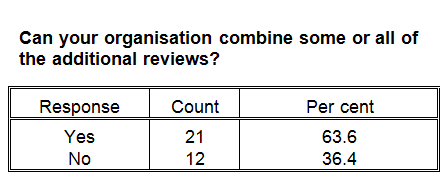 Can your organisation combine some or all of
the additional reviews?
Response Count Per cent
Yes 21 63.6
No 12 36.4